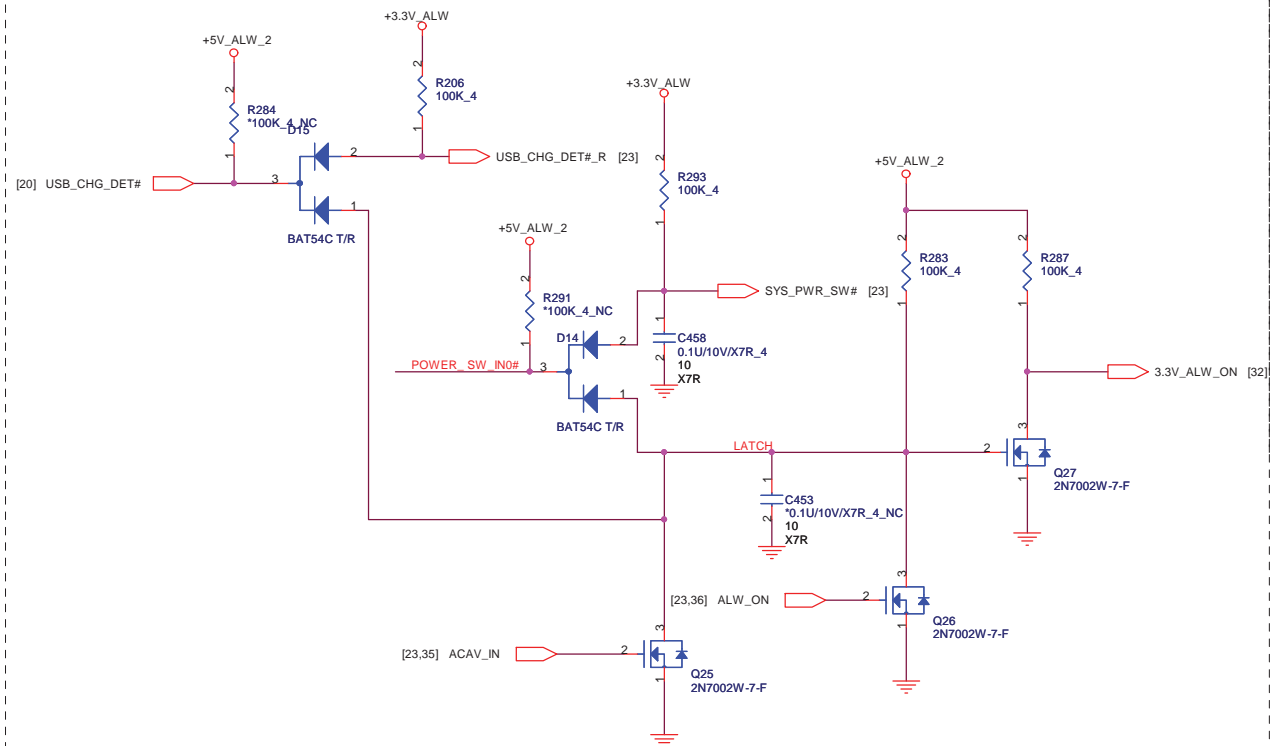 +3.3V_ALW
+5V_ALW_2
2
R206
100K_4
1
2
R284
*100K_4_NC
1
D15
2
USB_CHG_DET#_R [23]
[20] USB_CHG_DET#
3
1
BAT54C T/R
+3.3V_ALW
2
R293
100K_4
1
+5V_ALW_2
2
R291
*100K_4_NC
1
SYS_PWR_SW# [23]
D14
2
POWER_ SW_IN0#
3
1
BAT54C T/R
1
C458
0.1U/10V/X7R_4
2
10
X7R
+5V_ALW_2
2
R283
100K_4
1
2
R287
100K_4
1
3.3V_ALW_ON [32]
LATCH
1
C453
*0.1U/10V/X7R_4_NC
2
10
X7R
3
2
1
Q27
2N7002W-7-F
[23,36] ALW_ON
3
2
1
Q26
2N7002W-7-F
[23,35] ACAV_IN
3
2
1
Q25
2N7002W-7-F